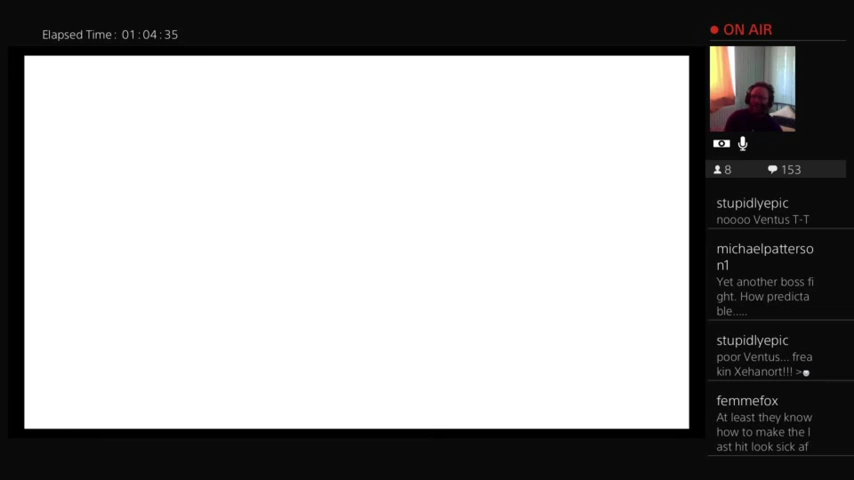 Elapsed Time: 01:04:35
ON AIR
8 153
stupidlyepic
noooo Ventus T-T
michaelpatterso
n1
Yet another boss fi
ght. How predicta
ble.....
stupidlyepic
poor Ventus... frea
kin Xehanort!!! >
femmefox
At least they know
how to make the l
ast hit look sick af